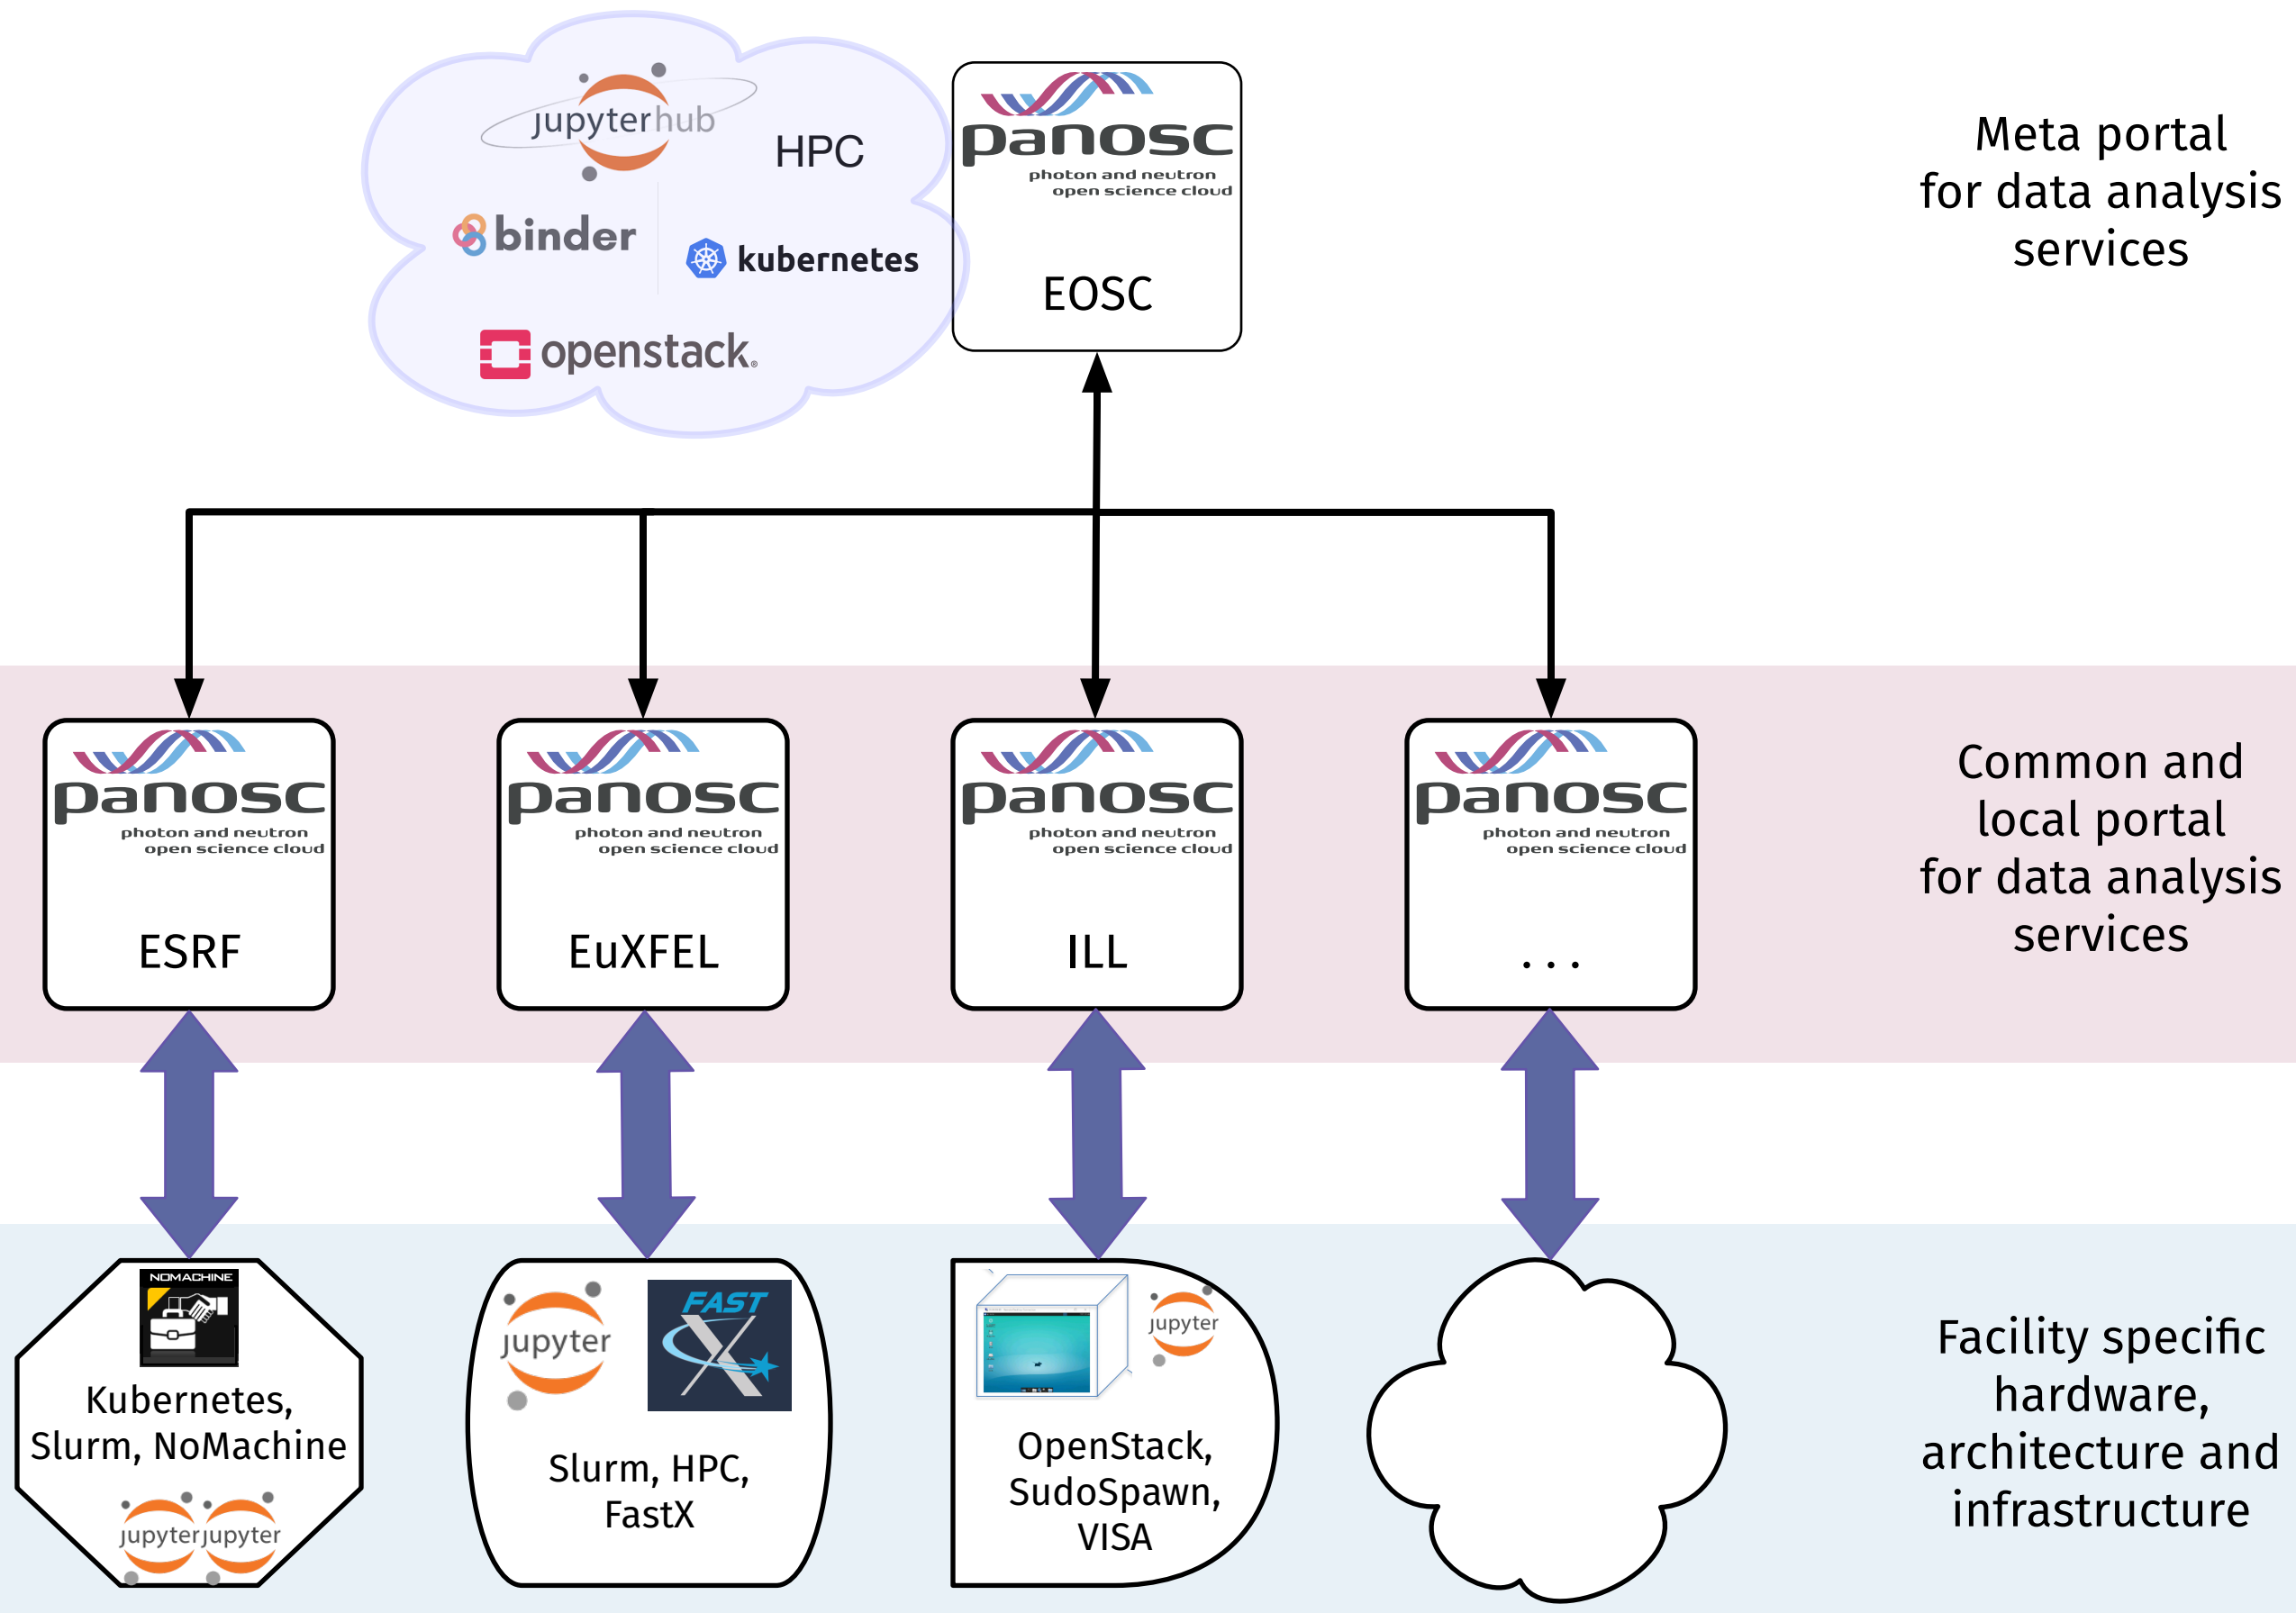 jupyterhub
HPC
binder
kubernetes
openstack®
panosc
photon and neutron
open science cloud
EOSC
Meta portal
for data analysis
services
panosc
photon and neutron
open science cloud
ESRF
panosc
photon and neutron
open science cloud
EuXFEL
panosc
photon and neutron
open science cloud
ILL
panosc
photon and neutron
open science cloud
...
Common and
local portal
for data analysis
services
NOMACHINE
Kubernetes,
Slurm, NoMachine
jupyter jupyter
jupyter
FAST
X
Slurm, HPC,
FastX
jupyter
OpenStack,
SudoSpawn,
VISA
Facility specific
hardware,
architecture and
infrastructure